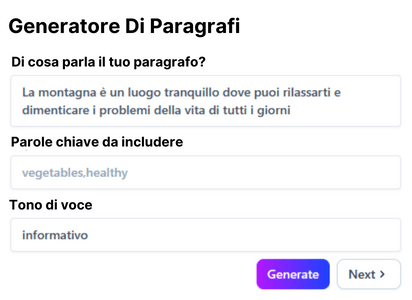 Generatore Di Paragrafi
Di cosa parla il tuo paragrafo?
La montagna è un luogo tranquillo dove puoi rilassarti e
dimenticare i problemi della vita di tutti i giorni
Parole chiave da includere
vegetables,healthy
Tono di voce
informativo
Generate
Next >